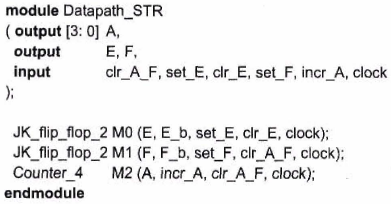 module Datapath_STR
( output [3: 0] A,
output E, F,
input clr_A_F, set_E, clr_E, set_F, incr_A, clock
);
JK_flip_flop_2 M0 (E, E_b, set_E, clr_E, clock);
JK_flip_flop_2 M1 (F, F_b, set_F, clr_A_F, clock);
Counter_4 M2 (A, incr_A, clr_A_F, clock);
endmodule